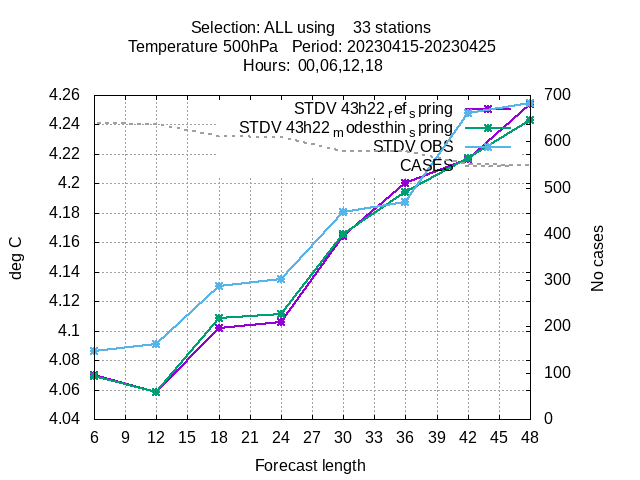 Selection: ALL using    33 stations
Temperature 500hPa   Period: 20230415-20230425
Hours: 00,06,12,18
STDV 43h22_ref_spring
STDV 43h22_modesthin_spring
STDV OBS
CASES
4.26
4.24
4.22
4.2
4.18
4.16
4.14
4.12
4.1
4.08
4.06
4.04
deg C
700
600
500
400
300
200
100
0
No cases
6 9 12 15 18 21 24 27 30 33 36 39 42 45 48
Forecast length